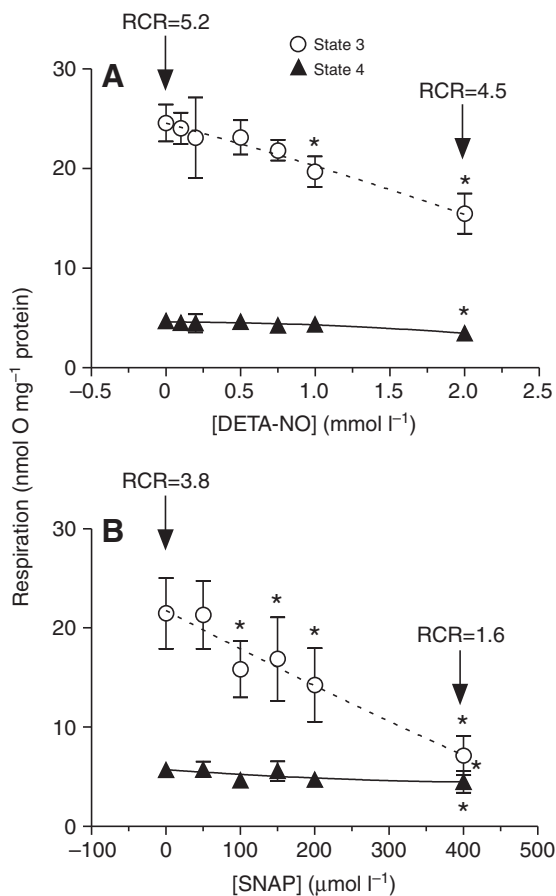 RCR=5.2
State 3
State 4
A
RCR=4.5
30
20
10
0
*
*
*
–0.5 0 0.5 1.0 1.5 2.0 2.5
[DETA-NO] (mmol l–1)
Respiration (nmol O mg–1 protein)
RCR=3.8
B
30
20
10
0
*
*
*
RCR=1.6
*
*
*
–100 0 100 200 300 400 500
[SNAP] (μmol l–1)